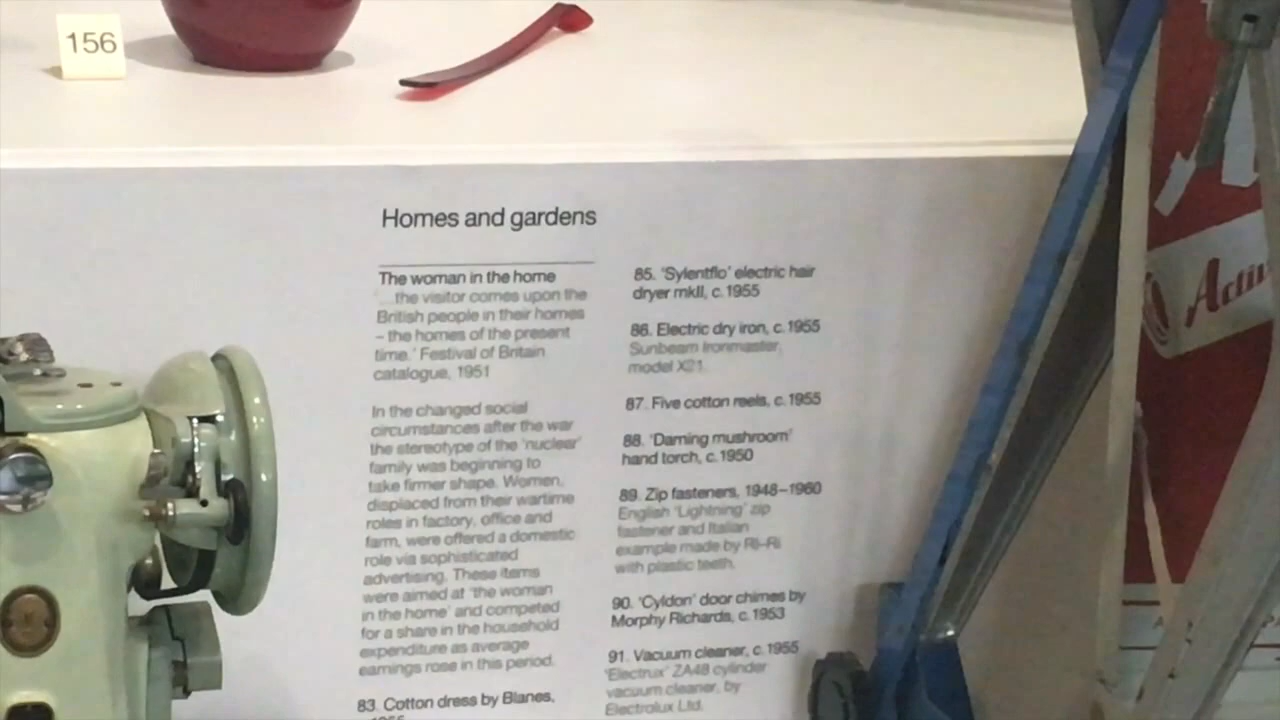 156
Homes and gardens
The woman in the home
'...the visitor comes upon the
British people in their homes
– the homes of the present
time.' Festival of Britain
catalogue, 1951
In the changed social
circumstances after the war
the stereotype of the 'nuclear'
family was beginning to
take firmer shape. Women,
displaced from their wartime
roles in factory, office and
farm, were offered a domestic
role via sophisticated
advertising. These items
were aimed at 'the woman
in the home' and competed
for a share in the household
expenditure as average
earnings rose in this period.
83. Cotton dress by Blanes,
85. 'Sylentflo' electric hair
dryer mkII, c.1955
86. Electric dry iron, c.1955
Sunbeam Ironmaster,
model X21.
87. Five cotton reels, c.1955
88. 'Darning mushroom'
hand torch, c.1950
89. Zip fasteners, 1948–1960
English 'Lightning' zip
fastener and Italian
example made by Ri-Ri
with plastic teeth.
90. 'Cyldon' door chimes by
Morphy Richards, c.1953
91. Vacuum cleaner, c.1955
'Electrux' ZA48 cylinder
vacuum cleaner, by
Electrolux Ltd.